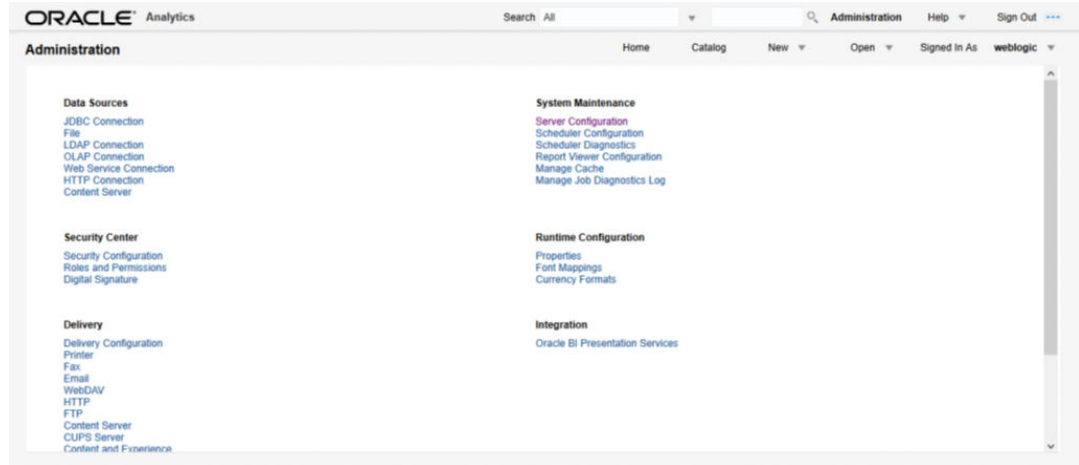 ORACLE® Analytics Search All Administration Help Sign Out
Administration Home Catalog New Open Signed In As weblogic
Data Sources
JDBC Connection
File
LDAP Connection
OLAP Connection
Web Service Connection
HTTP Connection
Content Server
System Maintenance
Server Configuration
Scheduler Configuration
Scheduler Diagnostics
Report Viewer Configuration
Manage Cache
Manage Job Diagnostics Log
Security Center
Security Configuration
Roles and Permissions
Digital Signature
Runtime Configuration
Properties
Font Mappings
Currency Formats
Delivery
Delivery Configuration
Printer
Fax
Email
WebDAV
HTTP
FTP
Content Server
CUPS Server
Content and Experience
Integration
Oracle BI Presentation Services